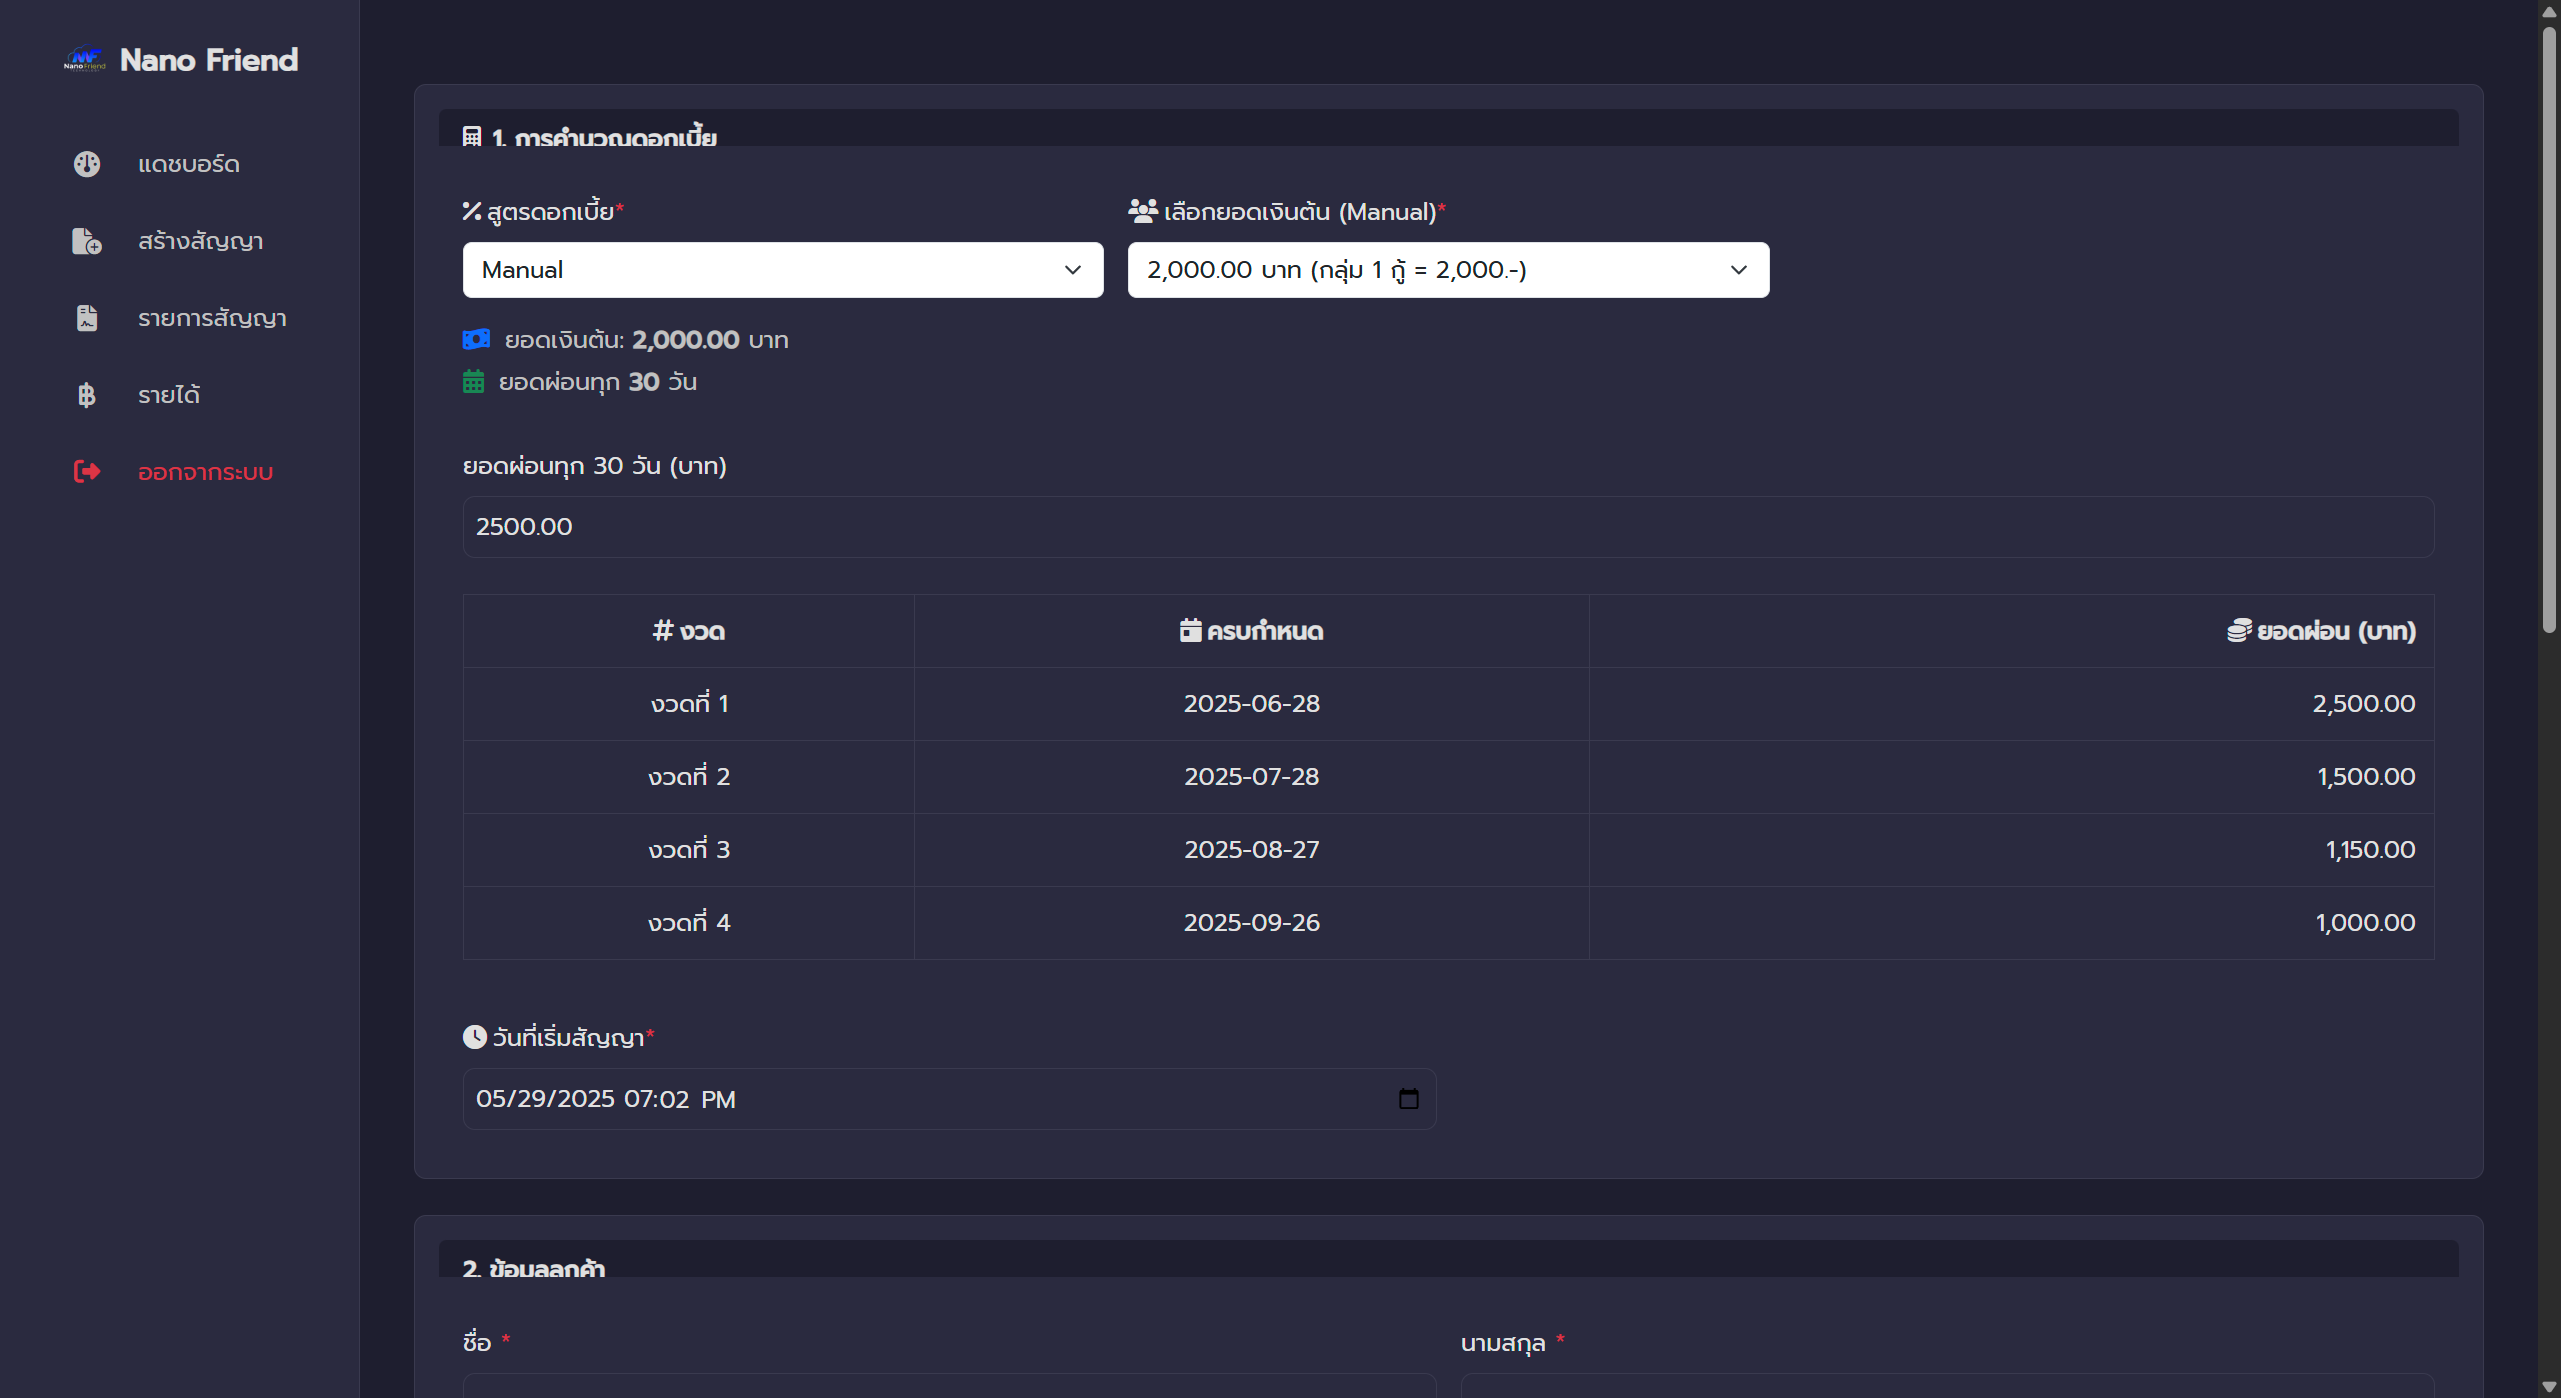 Nano Friend
แดชบอร์ด
สร้างสัญญา
รายการสัญญา
รายได้
ออกจากระบบ
1. การคำนวณดอกเบี้ย
สูตรดอกเบี้ย*
เลือกยอดเงินต้น (Manual)*
Manual
2,000.00 บาท (กลุ่ม 1 กู้ = 2,000.-)
ยอดเงินต้น: 2,000.00 บาท
ยอดผ่อนทุก 30 วัน
ยอดผ่อนทุก 30 วัน (บาท)
2500.00
# งวด ครบกำหนด ยอดผ่อน (บาท)
งวดที่ 1 2025-06-28 2,500.00
งวดที่ 2 2025-07-28 1,500.00
งวดที่ 3 2025-08-27 1,150.00
งวดที่ 4 2025-09-26 1,000.00
วันที่เริ่มสัญญา*
05/29/2025 07:02 PM
2. ข้อมูลลูกค้า
ชื่อ *
นามสกุล *